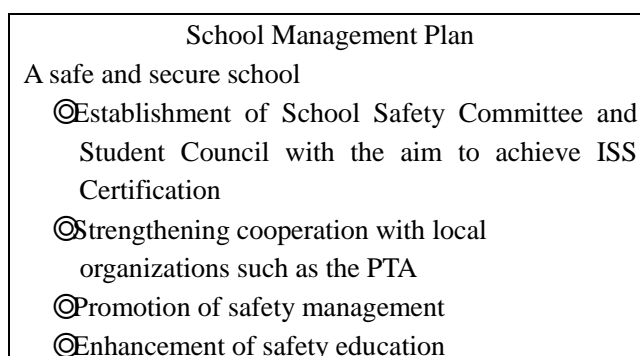 School Management Plan
A safe and secure school
◎Establishment of School Safety Committee and
Student Council with the aim to achieve ISS
Certification
◎Strengthening cooperation with local
organizations such as the PTA
◎Promotion of safety management
◎Enhancement of safety education